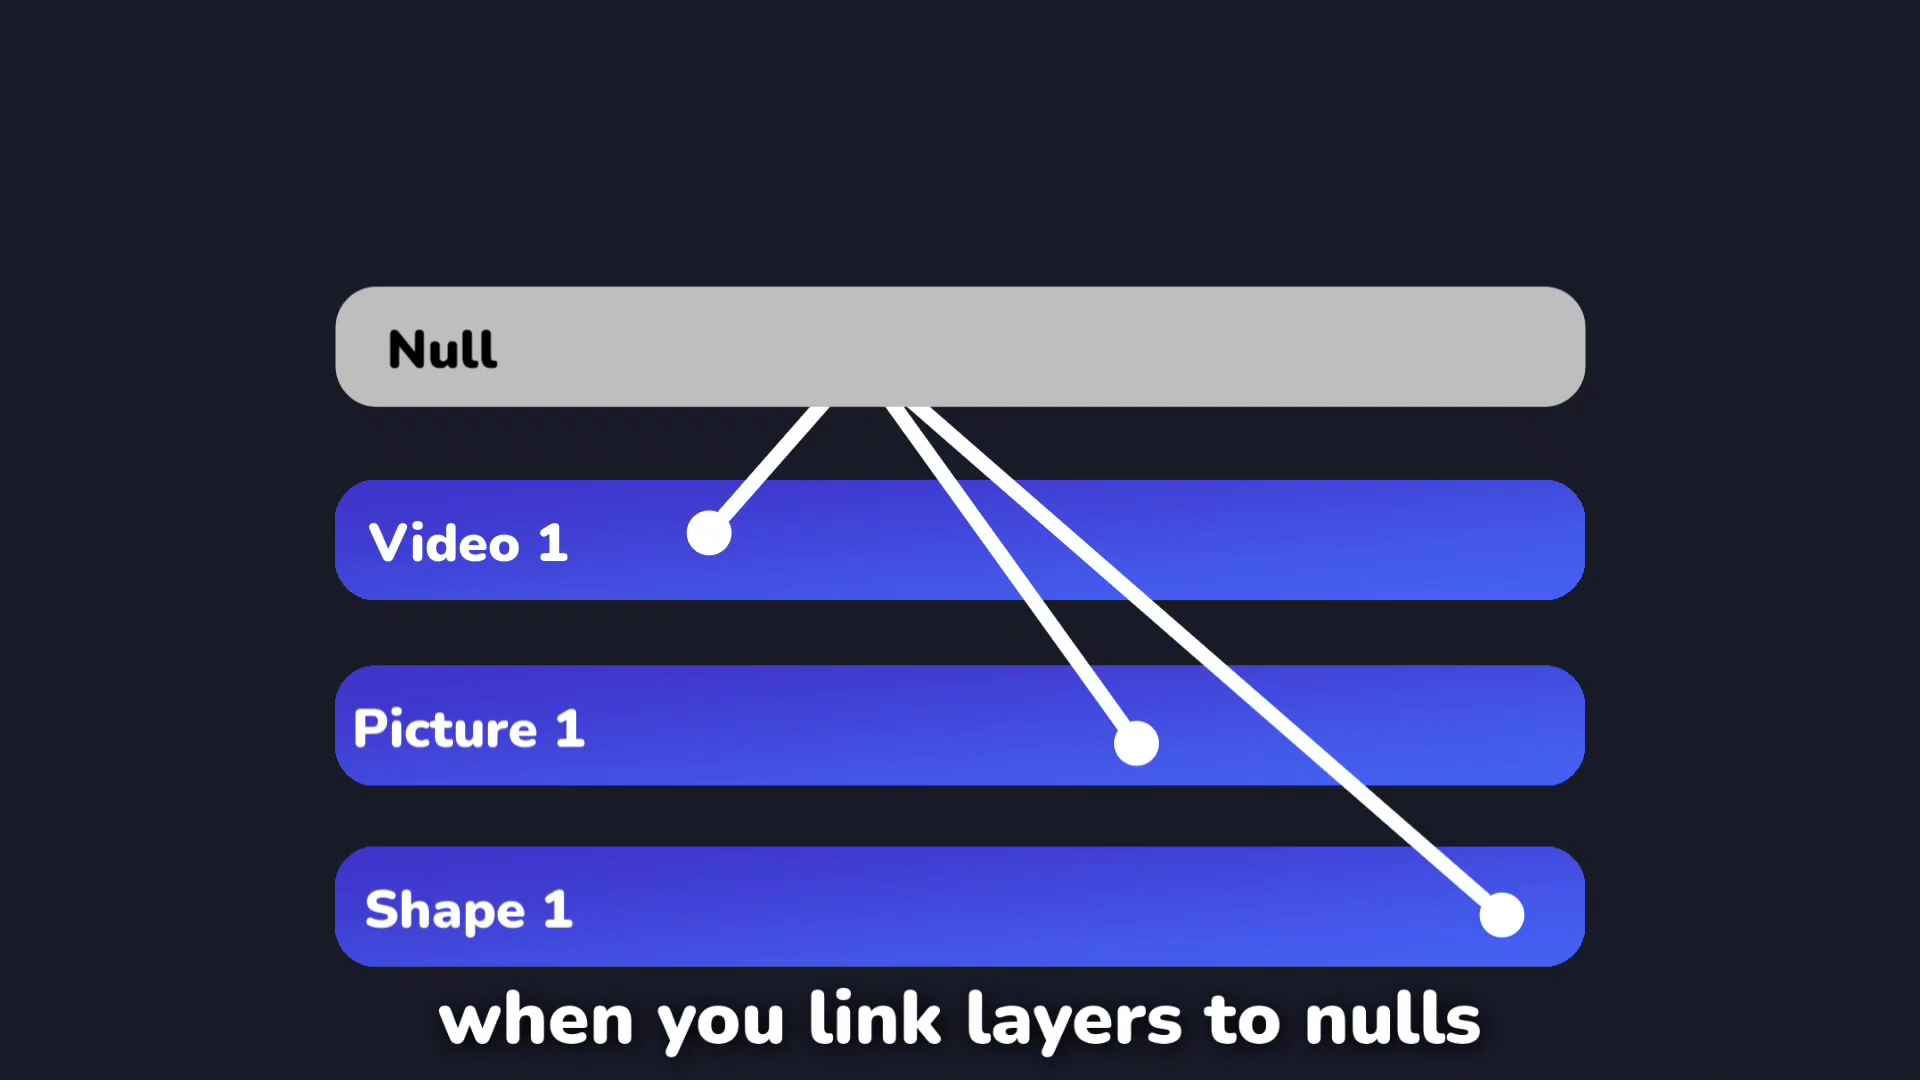 Null
Video 1
Picture 1
Shape 1
when you link layers to nulls